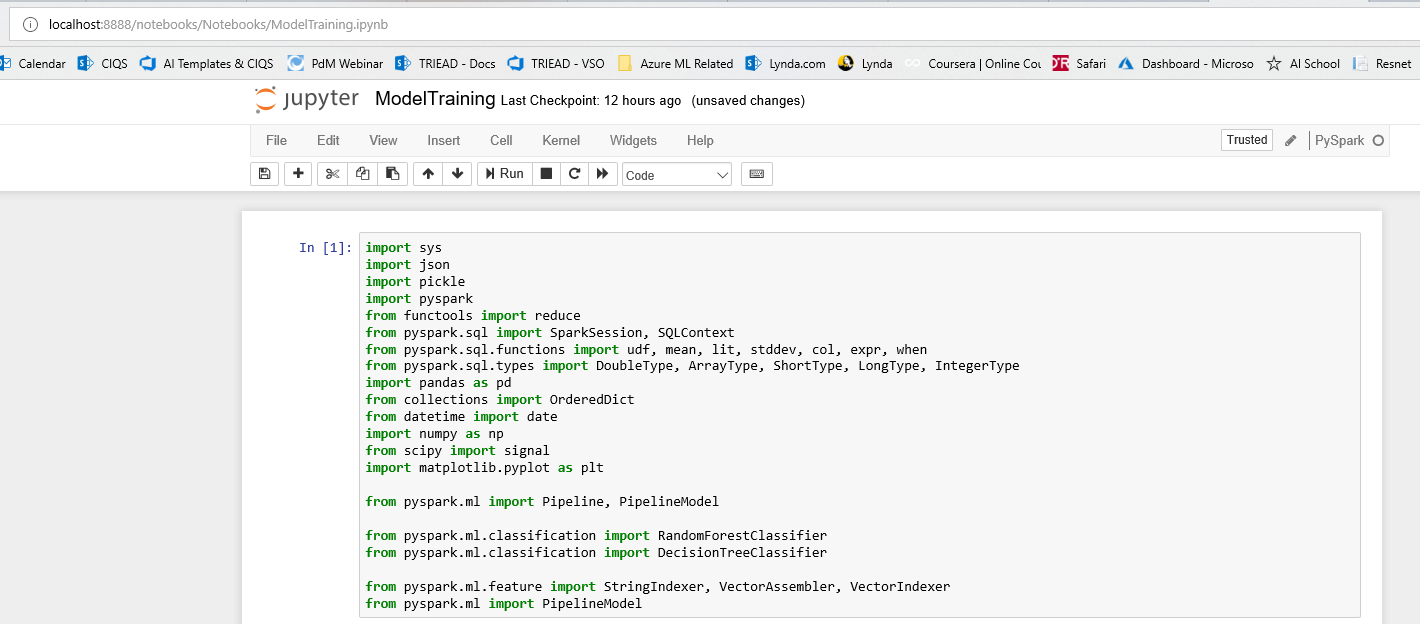 localhost:8888/notebooks/Notebooks/ModelTraining.ipynb
Calendar CIQS AI Templates & CIQS PdM Webinar TRIEAD - Docs TRIEAD - VSO Azure ML Related Lynda.com Lynda Coursera | Online Cou Safari Dashboard - Microso AI School Resnet
jupyter ModelTraining Last Checkpoint: 12 hours ago (unsaved changes)
File Edit View Insert Cell Kernel Widgets Help Trusted PySpark
Run Code
In [1]: import sys
import json
import pickle
import pyspark
from functools import reduce
from pyspark.sql import SparkSession, SQLContext
from pyspark.sql.functions import udf, mean, lit, stddev, col, expr, when
from pyspark.sql.types import DoubleType, ArrayType, ShortType, LongType, IntegerType
import pandas as pd
from collections import OrderedDict
from datetime import date
import numpy as np
from scipy import signal
import matplotlib.pyplot as plt
from pyspark.ml import Pipeline, PipelineModel
from pyspark.ml.classification import RandomForestClassifier
from pyspark.ml.classification import DecisionTreeClassifier
from pyspark.ml.feature import StringIndexer, VectorAssembler, VectorIndexer
from pyspark.ml import PipelineModel